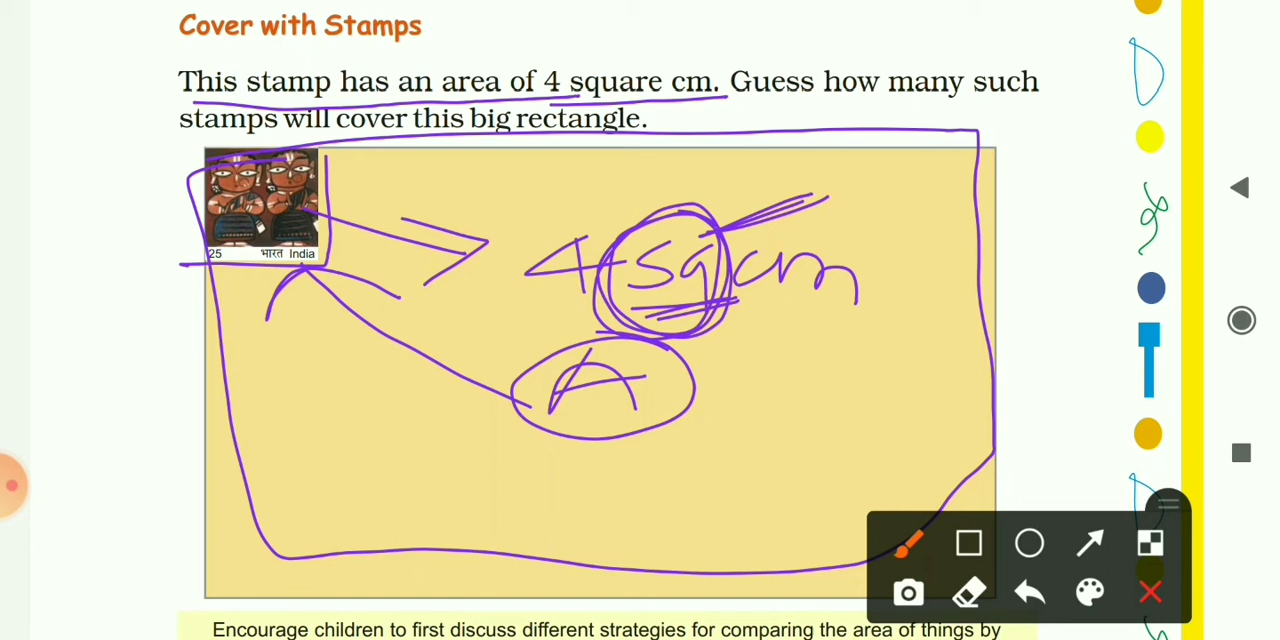 Cover with Stamps
This stamp has an area of 4 square cm. Guess how many such
stamps will cover this big rectangle.
25 भारत India
4 sq cm
A
Encourage children to first discuss different strategies for comparing the area of things by